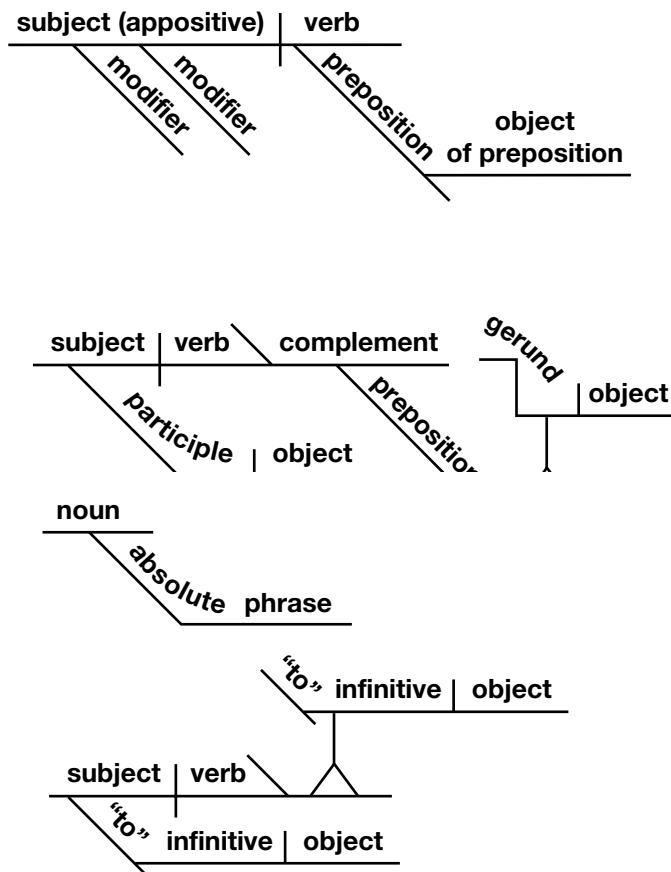 subject (appositive) verb
modifier modifier preposition
object
of preposition
subject verb complement
participle object preposition
gerund
object
noun
absolute phrase
“to” infinitive object
subject verb
“to” infinitive object